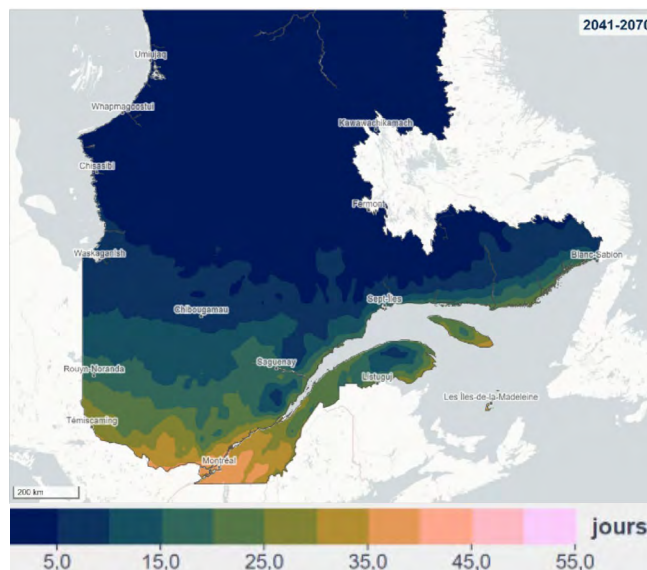 2041-2070
Umiujaq
Whapmagoostui
Kawawachikamach
Chisasibi
Fermont
Waskaganish
Blanc-Sablon
Sept-Îles
Chibougamau
Saguenay
Rouyn-Noranda
Listuguj
Les Îles-de-la-Madeleine
Témiscaming
Montréal
200 km
jours
5,0 15,0 25,0 35,0 45,0 55,0